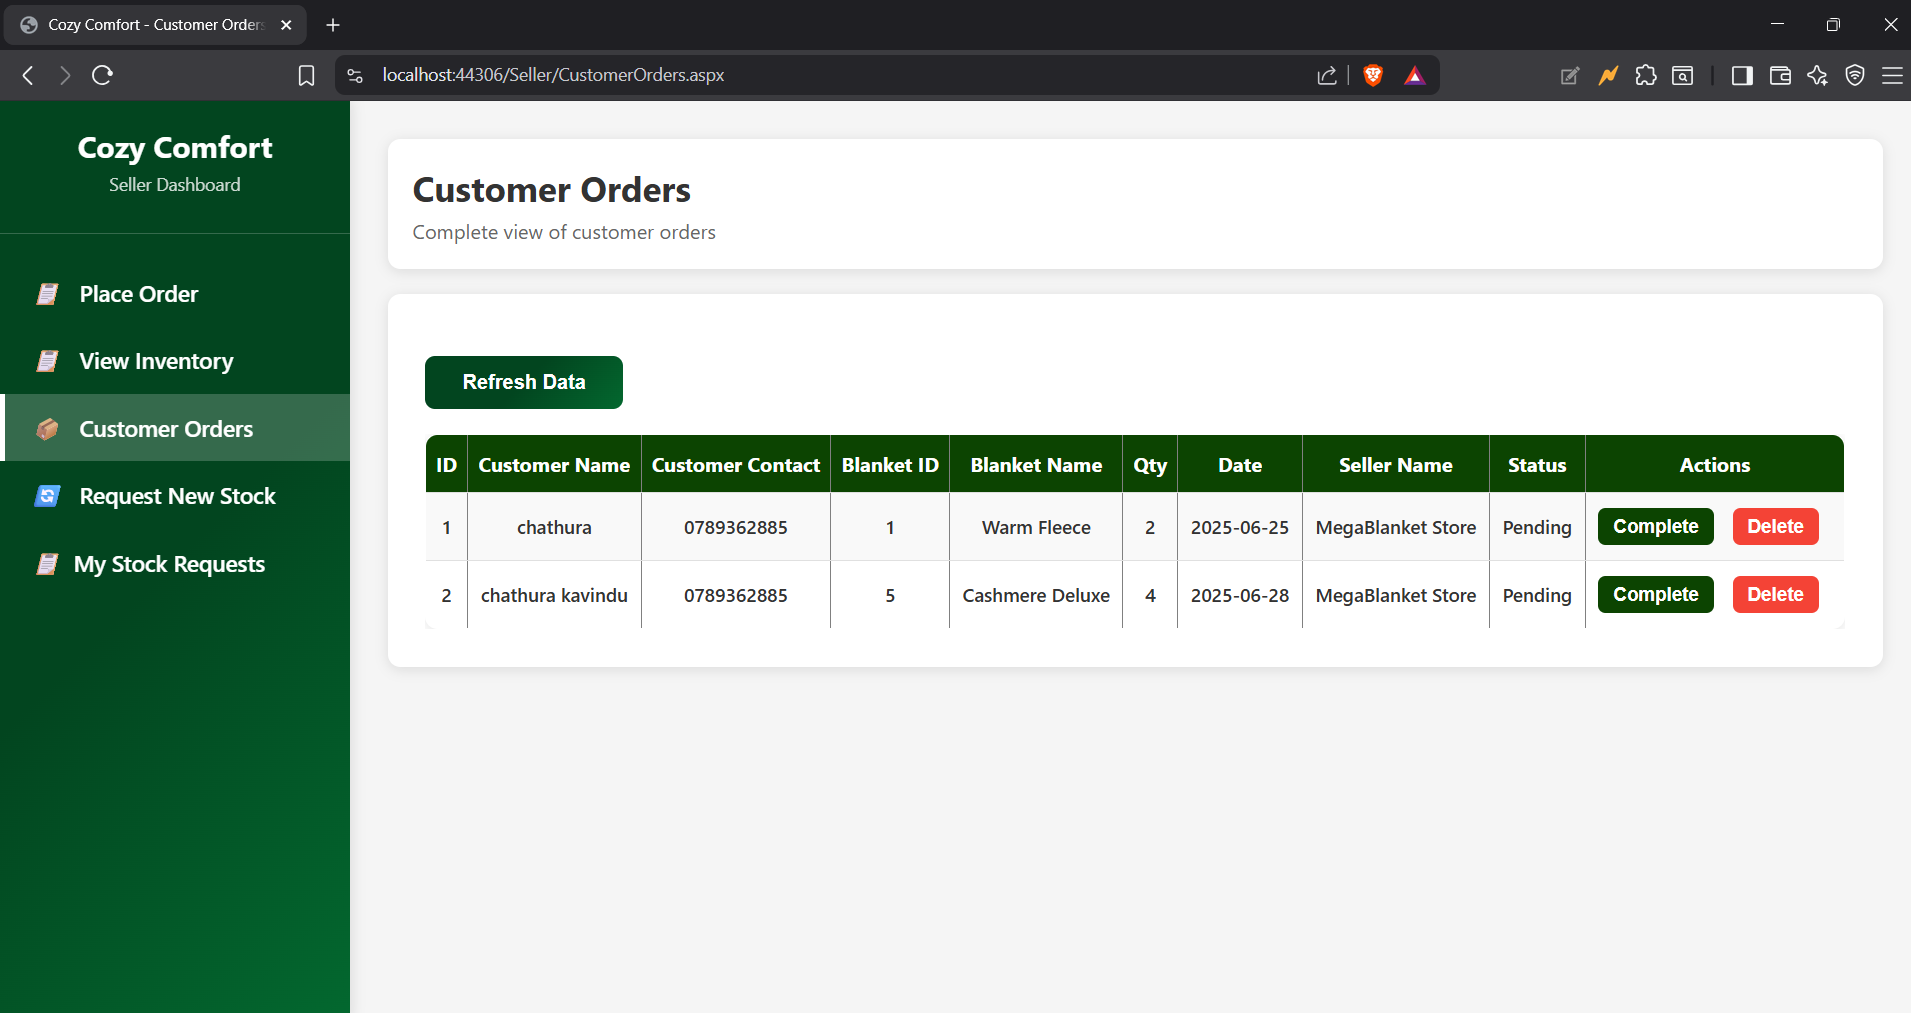 Cozy Comfort - Customer Orders
localhost:44306/Seller/CustomerOrders.aspx
Cozy Comfort
Seller Dashboard
Place Order
View Inventory
Customer Orders
Request New Stock
My Stock Requests
Customer Orders
Complete view of customer orders
Refresh Data
ID Customer Name Customer Contact Blanket ID Blanket Name Qty Date Seller Name Status Actions
1 chathura 0789362885 1 Warm Fleece 2 2025-06-25 MegaBlanket Store Pending Complete Delete
2 chathura kavindu 0789362885 5 Cashmere Deluxe 4 2025-06-28 MegaBlanket Store Pending Complete Delete